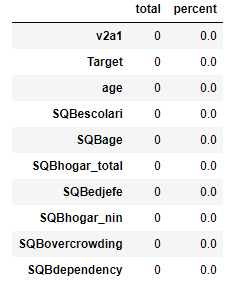 total percent
v2a1 0 0.0
Target 0 0.0
age 0 0.0
SQBescolari 0 0.0
SQBage 0 0.0
SQBhogar_total 0 0.0
SQBedjefe 0 0.0
SQBhogar_nin 0 0.0
SQBovercrowding 0 0.0
SQBdependency 0 0.0